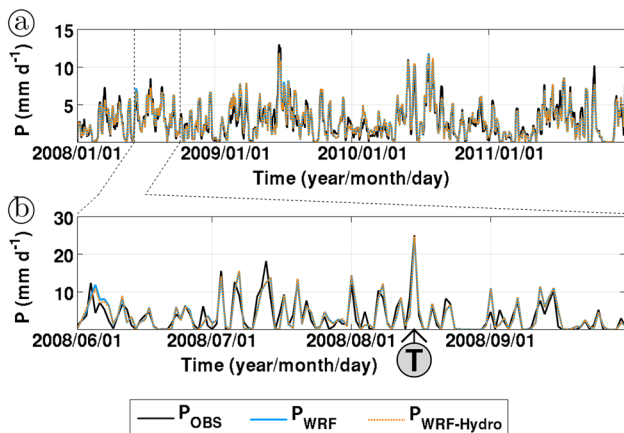 a
15
10
5
P (mm d⁻¹)
2008/01/01 2009/01/01 2010/01/01 2011/01/01
Time (year/month/day)
b
30
20
10
P (mm d⁻¹)
2008/06/01 2008/07/01 2008/08/01 2008/09/01
Time (year/month/day)
T
P_OBS P_WRF P_WRF-Hydro